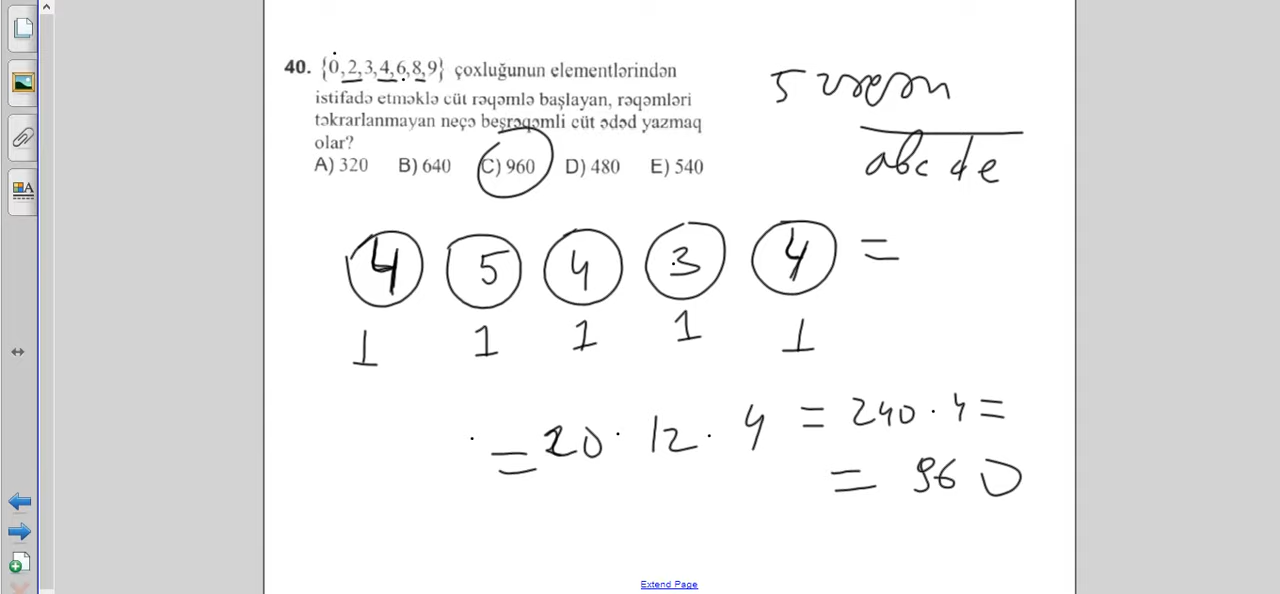 40. {0,2,3,4,6,8,9} çoxluğunun elementlərindən
istifadə etməklə cüt rəqəmlə başlayan, rəqəmləri
təkrarlanmayan neçə beşrəqəmli cüt ədəd yazmaq
olar?
A) 320 B) 640 C) 960 D) 480 E) 540
5
abcde
4 5 4 3 4 =
1 1 1 1 1
= 20 · 12 · 4 = 240 · 4 =
= 960
Extend Page